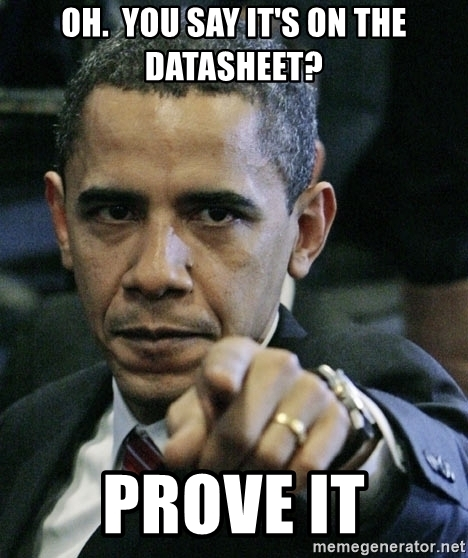 OH. YOU SAY IT'S ON THE
DATASHEET?
PROVE IT
memegenerator.net